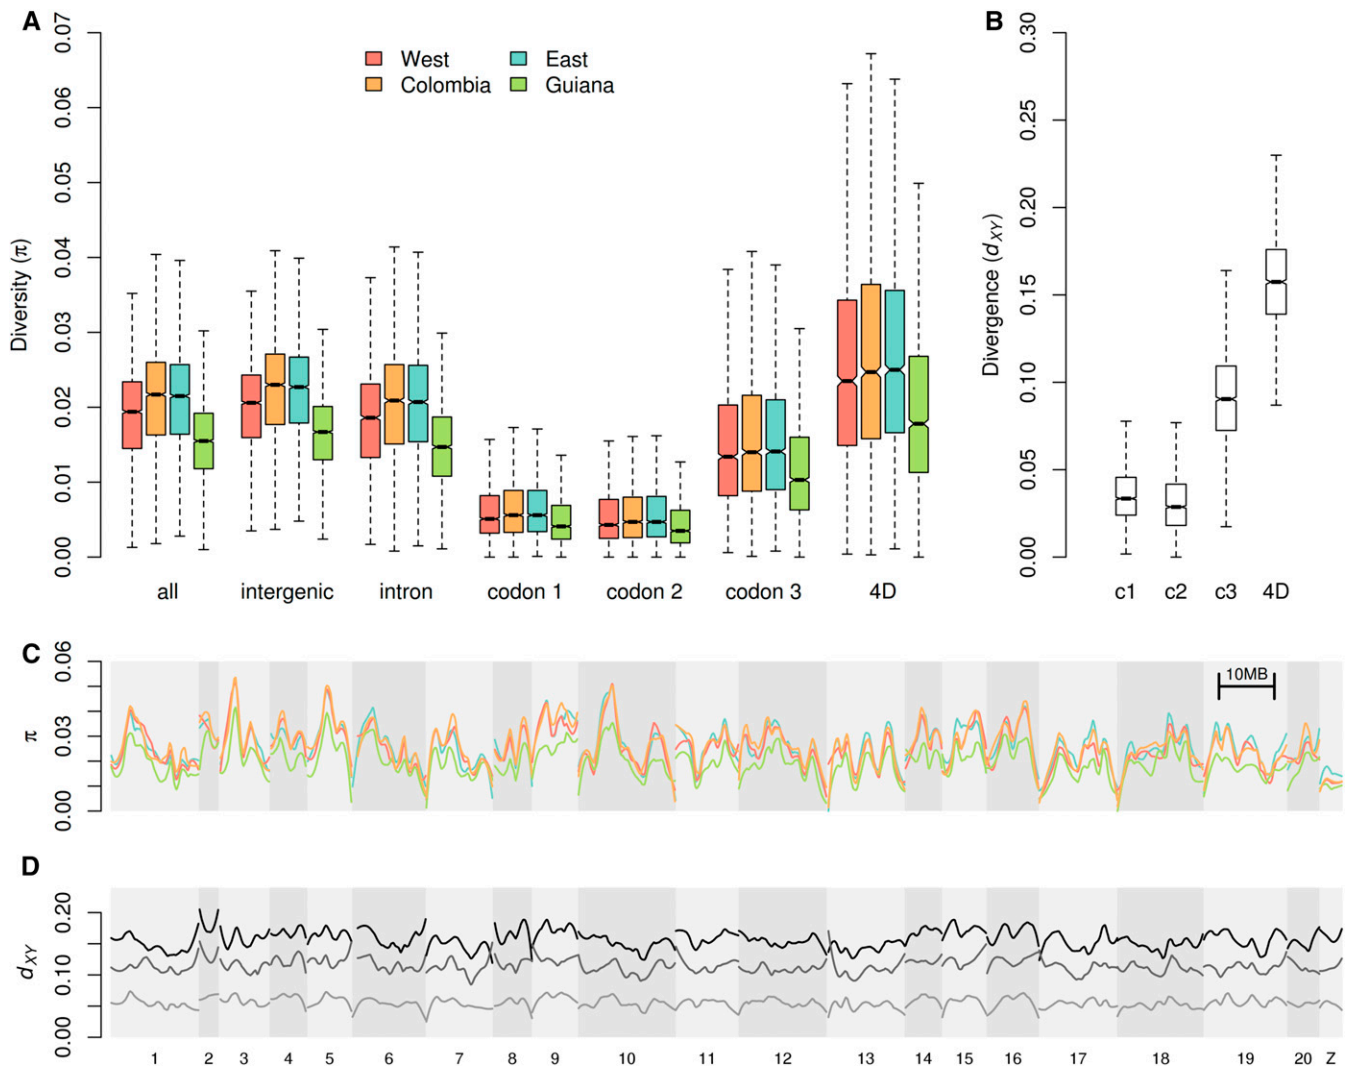 A
B
0.07
0.06
0.05
0.04
0.03
0.02
0.01
0.00
Diversity (π)
West
East
Colombia
Guiana
all
intergenic
intron
codon 1
codon 2
codon 3
4D
0.30
0.25
0.20
0.15
0.10
0.05
0.00
Divergence (dXY)
c1
c2
c3
4D
C
0.06
0.03
0.00
π
10MB
D
0.20
0.10
0.00
dXY
1 2 3 4 5 6 7 8 9 10 11 12 13 14 15 16 17 18 19 20 Z